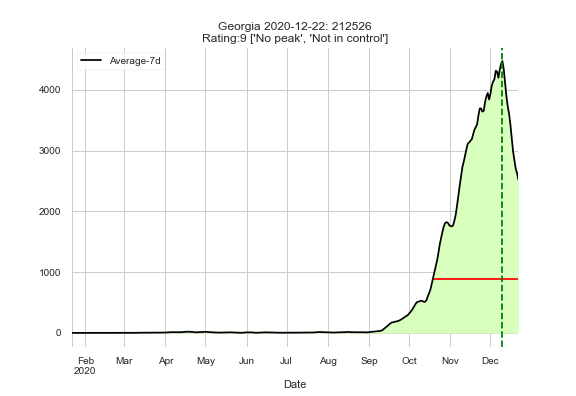 Georgia 2020-12-22: 212526
Rating:9 ['No peak', 'Not in control']
Average-7d
4000
3000
2000
1000
0
Feb Mar Apr May Jun Jul Aug Sep Oct Nov Dec
2020
Date